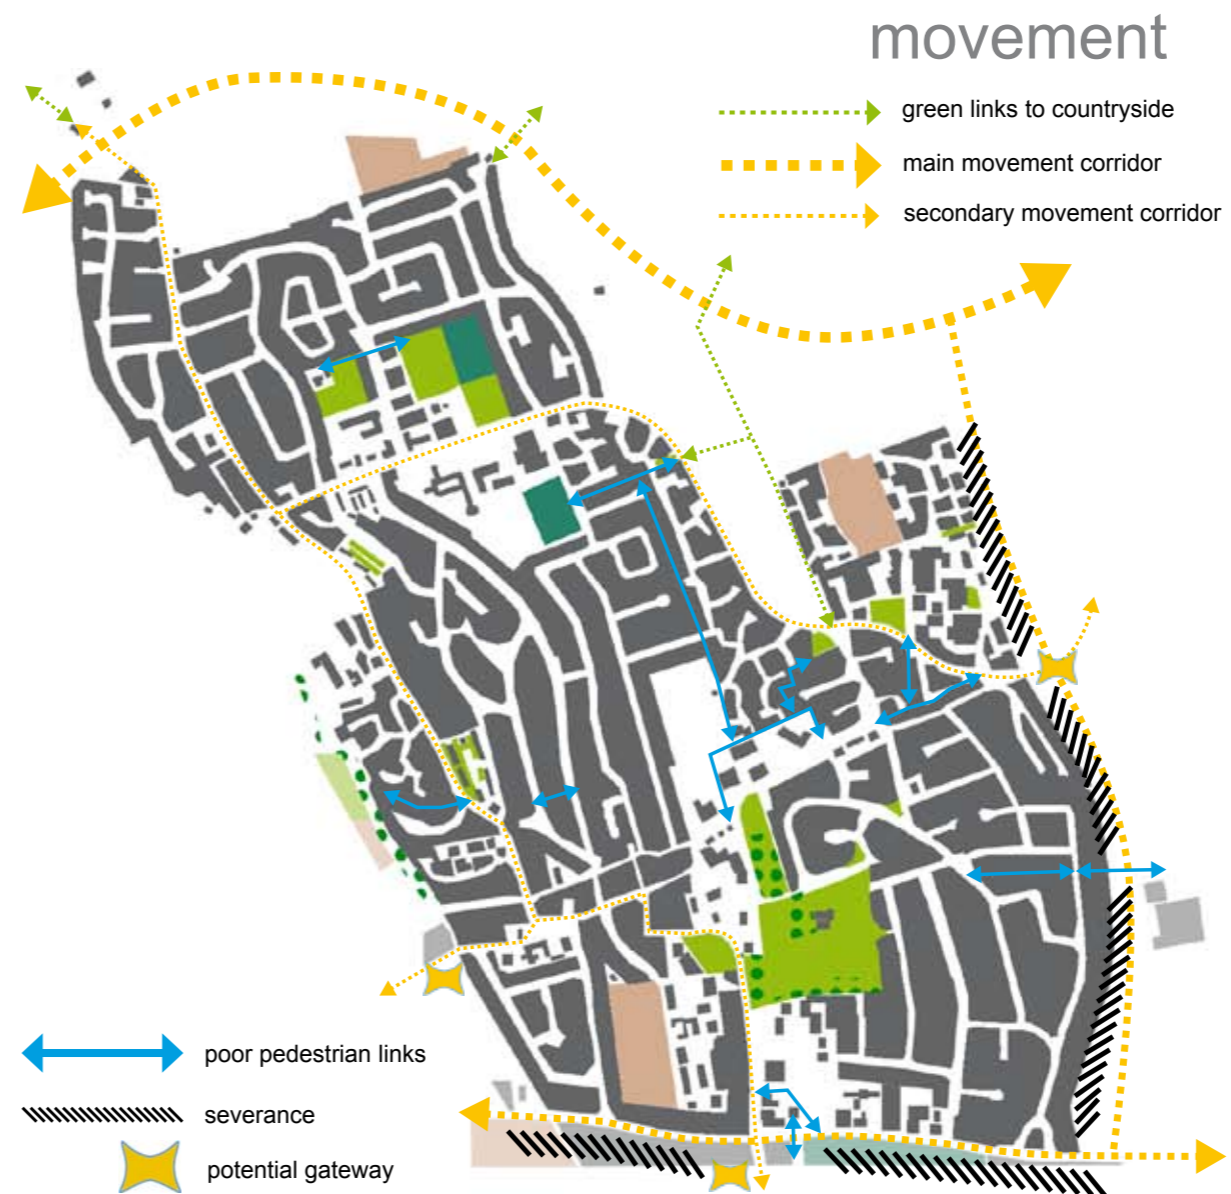 movement
green links to countryside
main movement corridor
secondary movement corridor
poor pedestrian links
severance
potential gateway